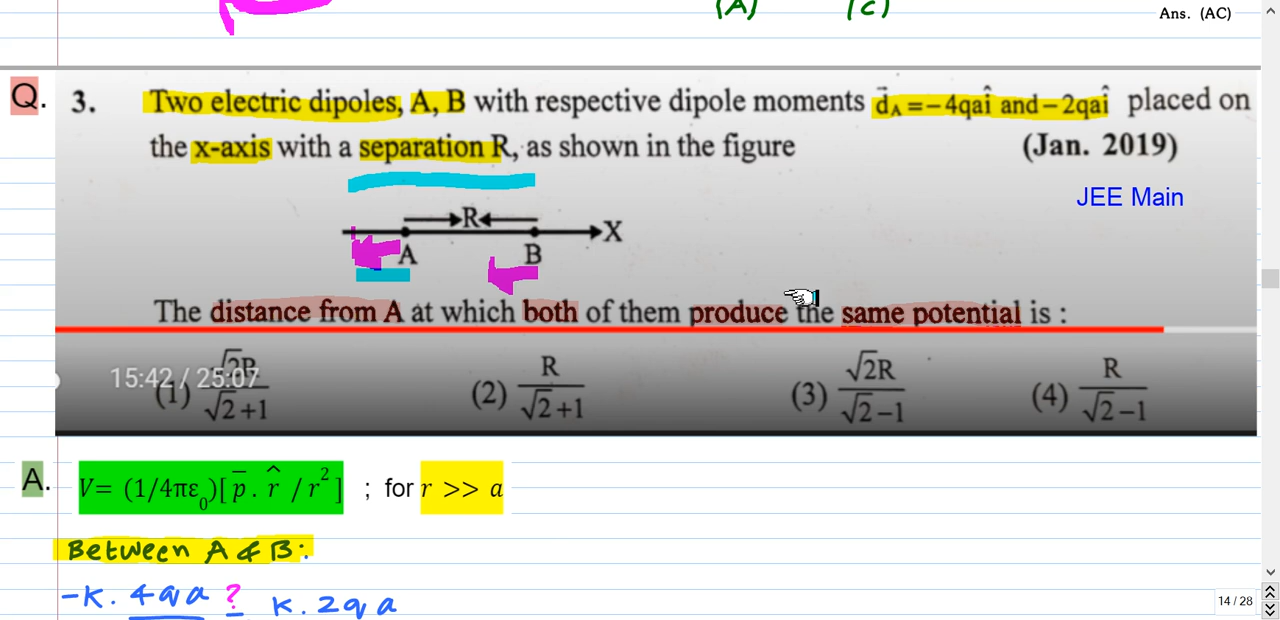 (A) (C)
Ans. (AC)
Q. 3. Two electric dipoles, A, B with respective dipole moments d⃗_A = −4qaî and −2qaî placed on
the x-axis with a separation R, as shown in the figure (Jan. 2019)
JEE Main
R X
A B
The distance from A at which both of them produce the same potential is :
15:42 / 25:07
(1) √2R/(√2+1) (2) R/(√2+1) (3) √2R/(√2−1) (4) R/(√2−1)
A. V= (1/4πε₀)[ p̄ . r̂ / r² ] ; for r >> a
Between A & B:
-K. 4qa ? K. 2qa
14 / 28